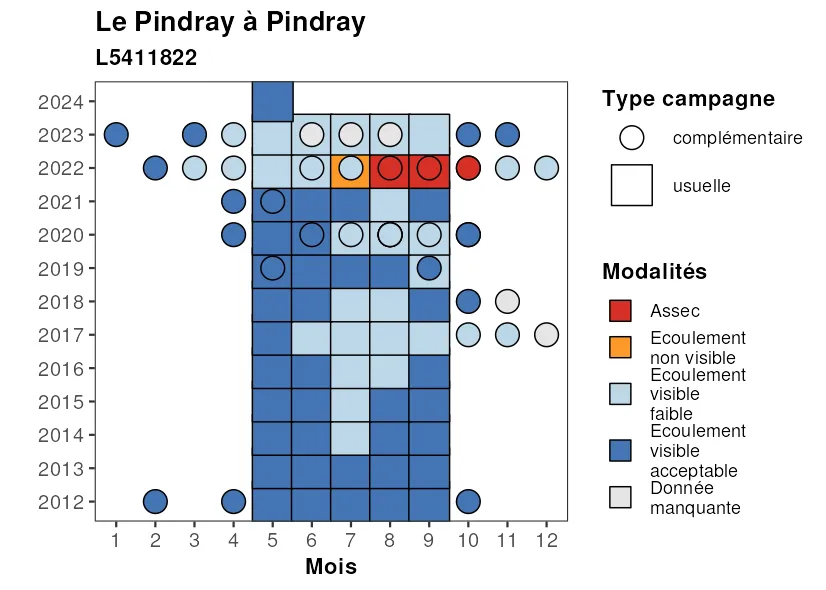 Le Pindray à Pindray
L5411822
2024
2023
2022
2021
2020
2019
2018
2017
2016
2015
2014
2013
2012
1 2 3 4 5 6 7 8 9 10 11 12
Mois
Type campagne
complémentaire
usuelle
Modalités
Assec
Ecoulement
non visible
Ecoulement
visible
faible
Ecoulement
visible
acceptable
Donnée
manquante